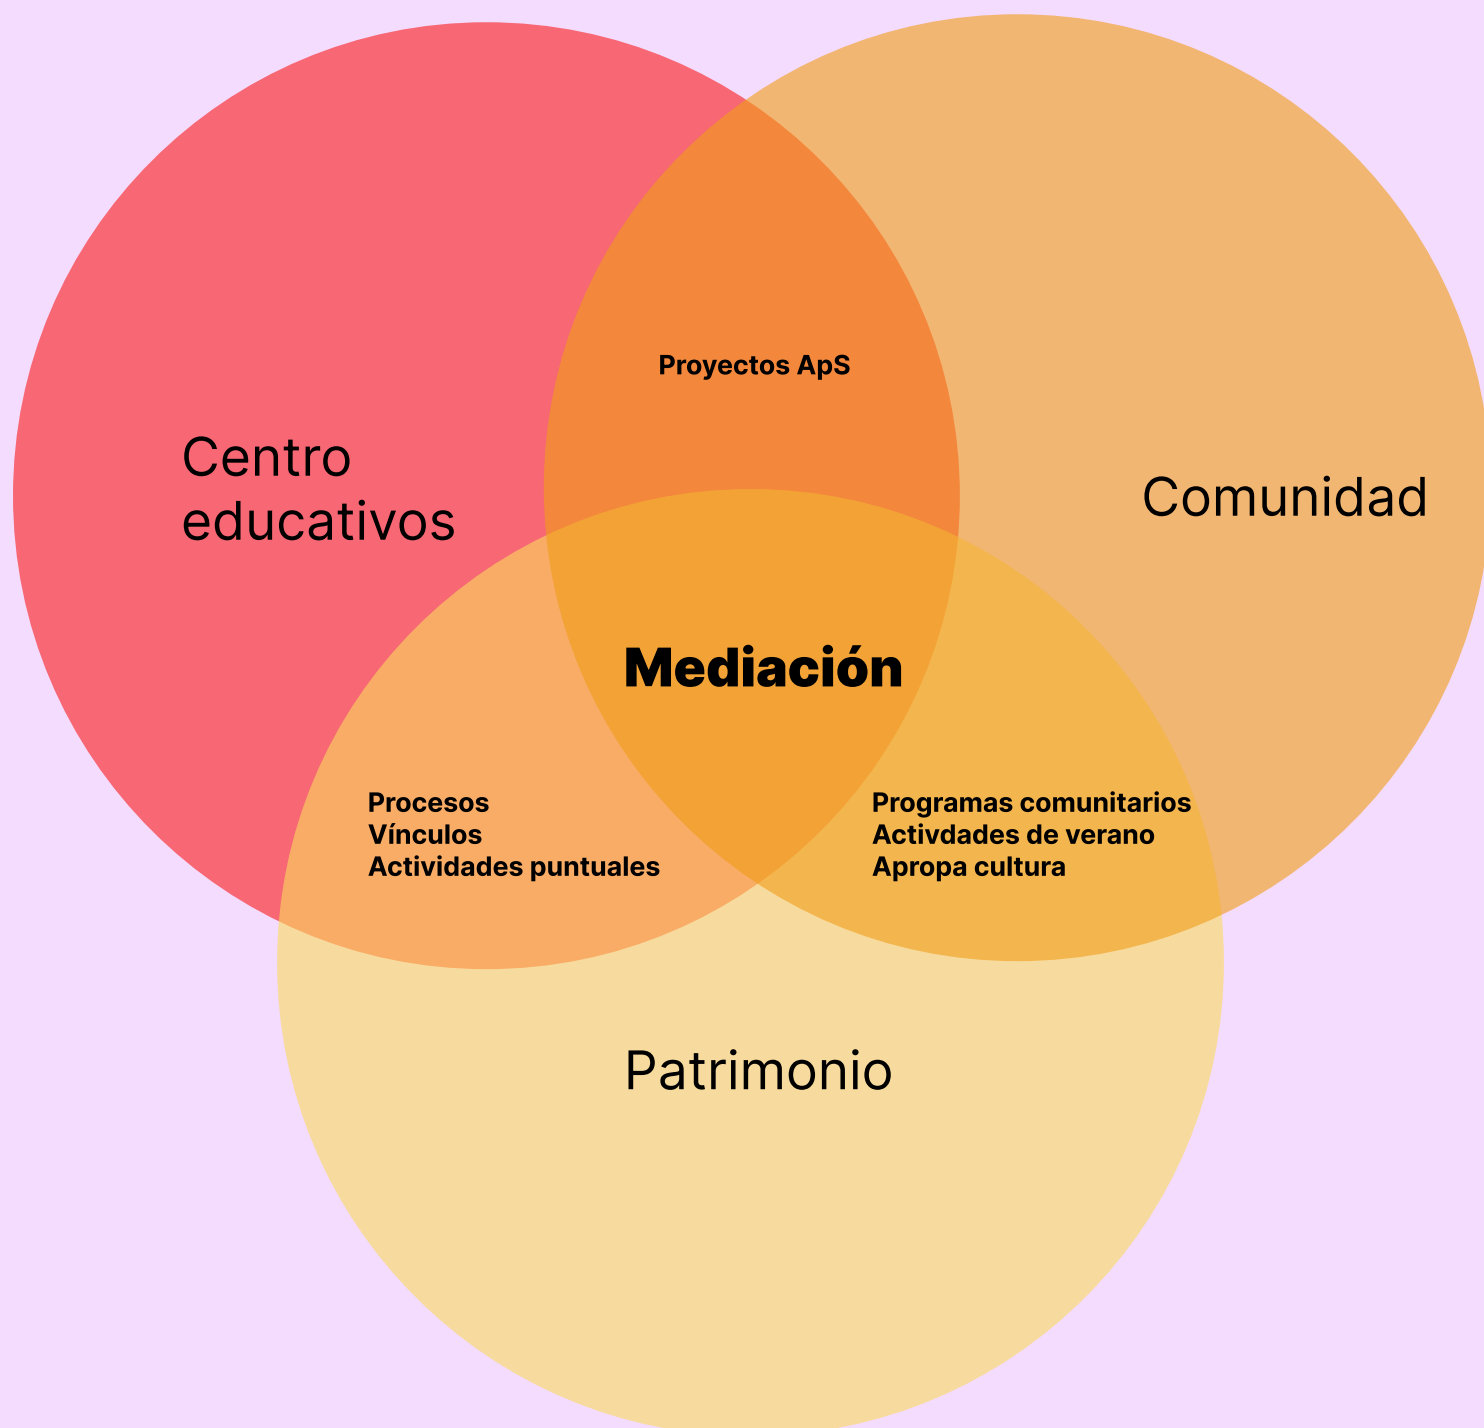 Proyectos ApS
Centro
educativos
Comunidad
Mediación
Procesos
Vínculos
Actividades puntuales
Programas comunitarios
Activdades de verano
Apropa cultura
Patrimonio